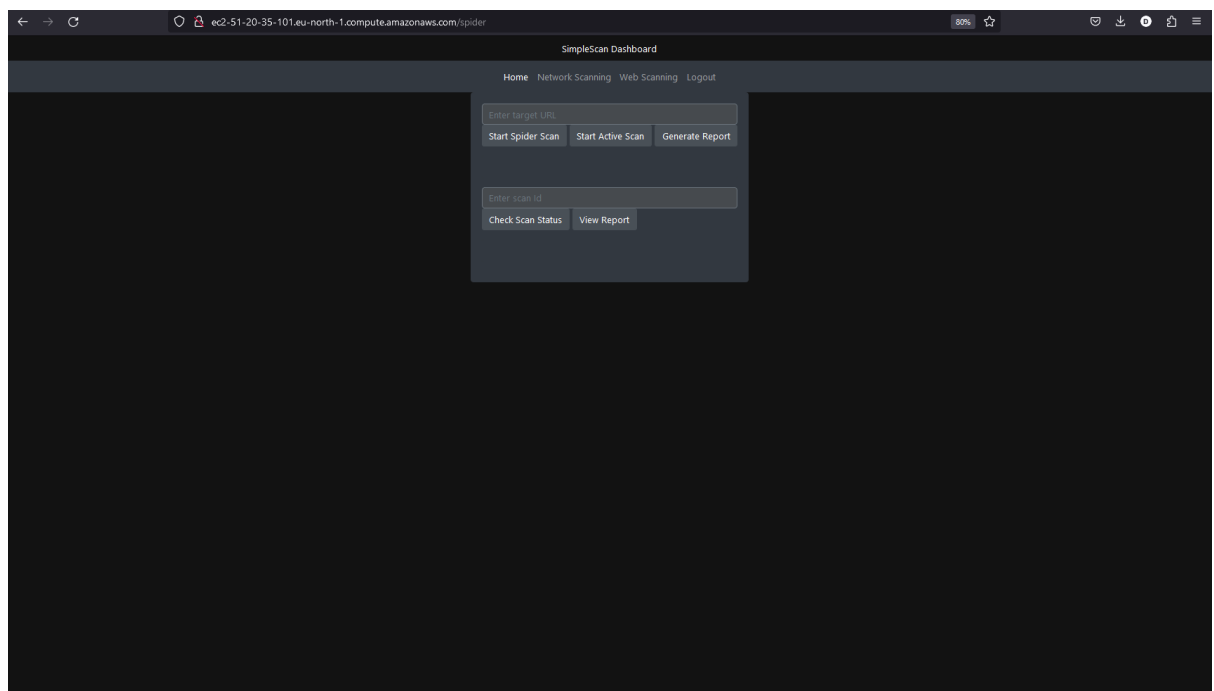 ec2-51-20-35-101.eu-north-1.compute.amazonaws.com/spider 80% D
SimpleScan Dashboard
Home Network Scanning Web Scanning Logout
Enter target URL
Start Spider Scan Start Active Scan Generate Report
Enter scan id
Check Scan Status View Report